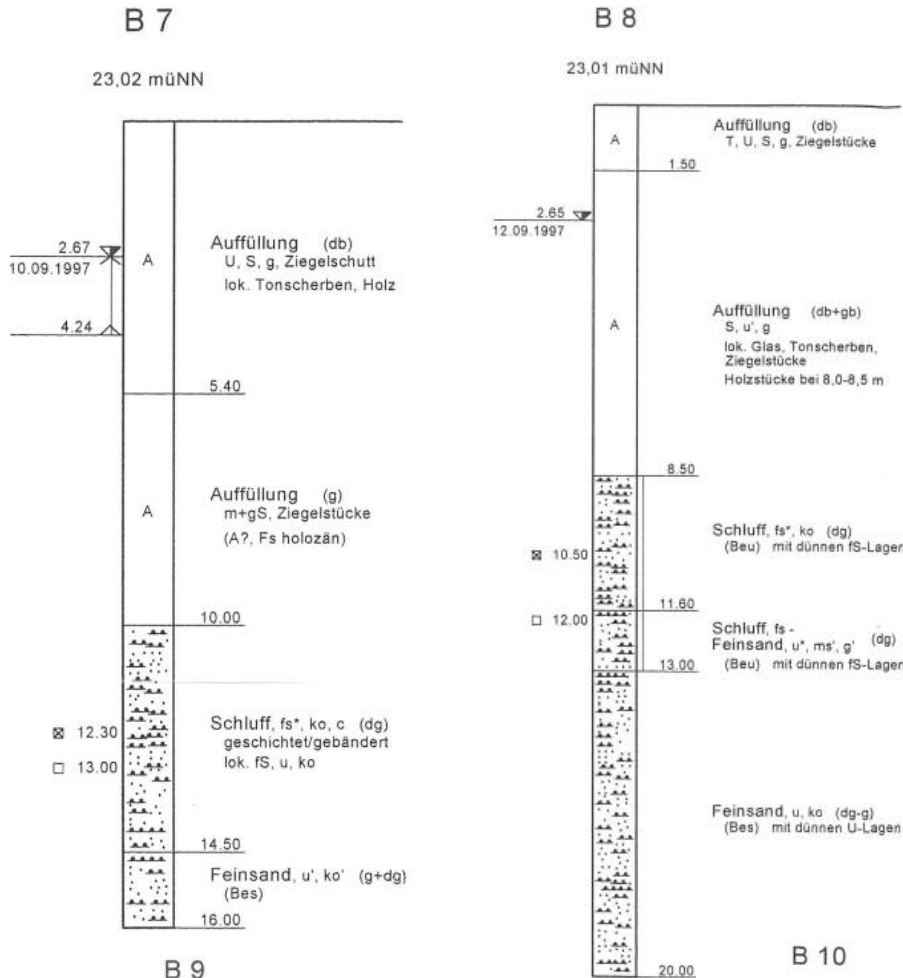 B 7
23,02 müNN
A
2.67
10.09.1997
4.24
Auffüllung (db)
U, S, g, Ziegelschutt
lok. Tonscherben, Holz
5.40
A
Auffüllung (g)
m+gS, Ziegelstücke
(A?, Fs holozän)
10.00
12.30
13.00
Schluff, fs*, ko, c (dg)
geschichtet/gebändert
lok. fS, u, ko
14.50
Feinsand, u', ko' (g+dg)
(Bes)
16.00
B 9
B 8
23,01 müNN
A
Auffüllung (db)
T, U, S, g, Ziegelstücke
1.50
2.65
12.09.1997
A
Auffüllung (db+gb)
S, u', g
lok. Glas, Tonscherben,
Ziegelstücke
Holzstücke bei 8,0-8,5 m
8.50
10.50
Schluff, fs*, ko (dg)
(Beu) mit dünnen fS-Lagen
11.60
12.00
Schluff, fs -
Feinsand, u*, ms', g' (dg)
(Beu) mit dünnen fS-Lagen
13.00
Feinsand, u, ko (dg-g)
(Bes) mit dünnen U-Lagen
B 10
20.00